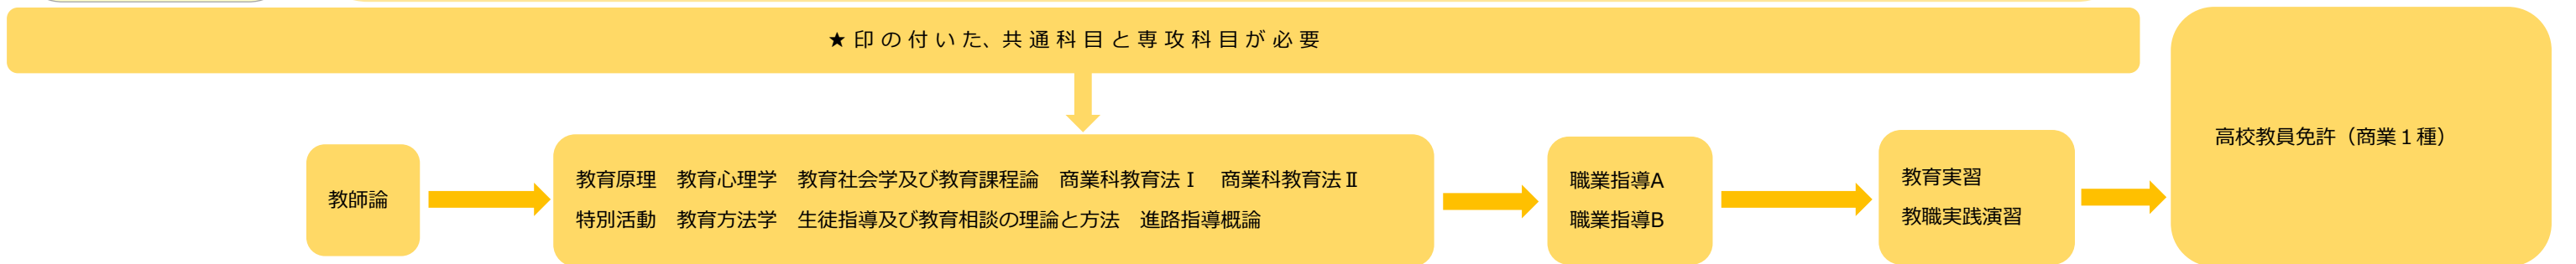 ★印の付いた、共通科目と専攻科目が必要
教師論
教育原理　教育心理学　教育社会学及び教育課程論　商業科教育法Ⅰ　商業科教育法Ⅱ
特別活動　教育方法学　生徒指導及び教育相談の理論と方法　進路指導概論
職業指導A
職業指導B
教育実習
教職実践演習
高校教員免許（商業１種）